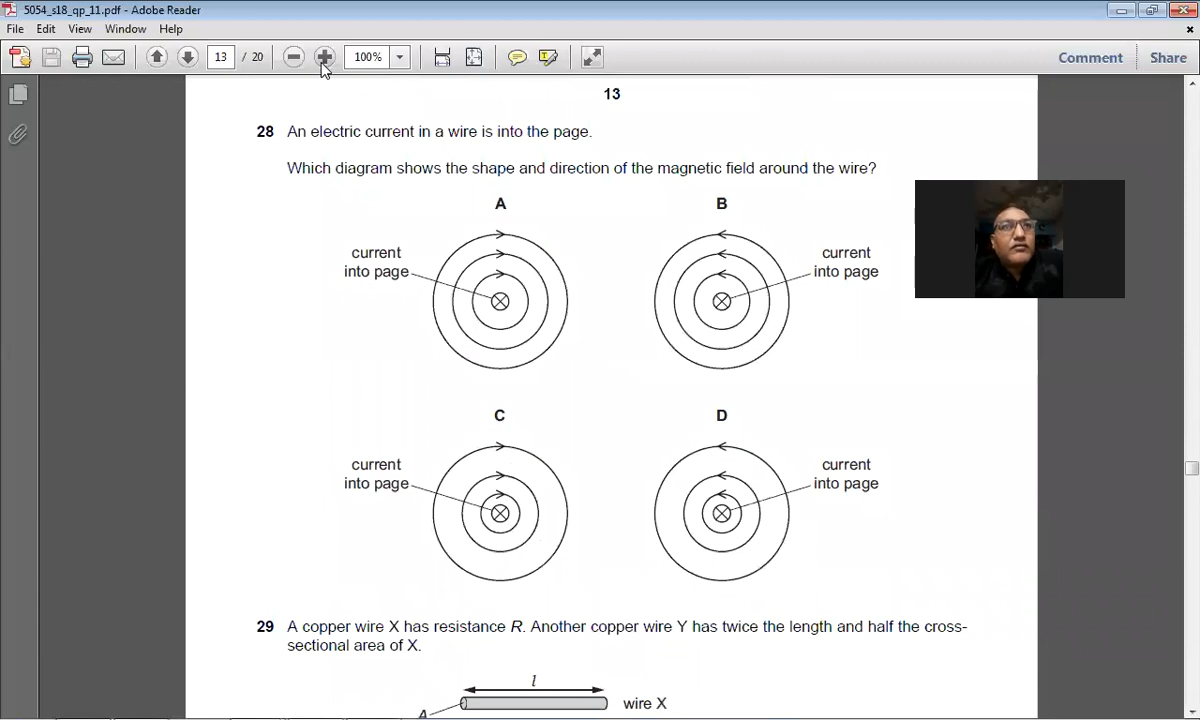 5054_s18_qp_11.pdf - Adobe Reader
File Edit View Window Help
13 / 20 100% Comment Share
13
28 An electric current in a wire is into the page.
Which diagram shows the shape and direction of the magnetic field around the wire?
A B
current into page
current into page
C D
current into page
current into page
29 A copper wire X has resistance R. Another copper wire Y has twice the length and half the cross-
sectional area of X.
l
wire X
A